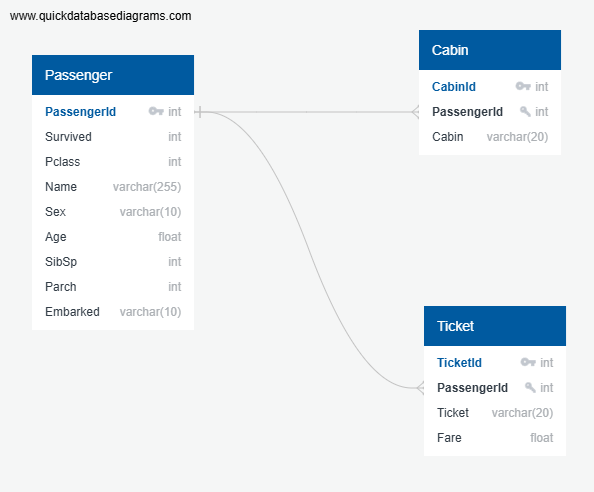 www.quickdatabasediagrams.com
Passenger
PassengerId int
Survived int
Pclass int
Name varchar(255)
Sex varchar(10)
Age float
SibSp int
Parch int
Embarked varchar(10)
Cabin
CabinId int
PassengerId int
Cabin varchar(20)
Ticket
TicketId int
PassengerId int
Ticket varchar(20)
Fare float